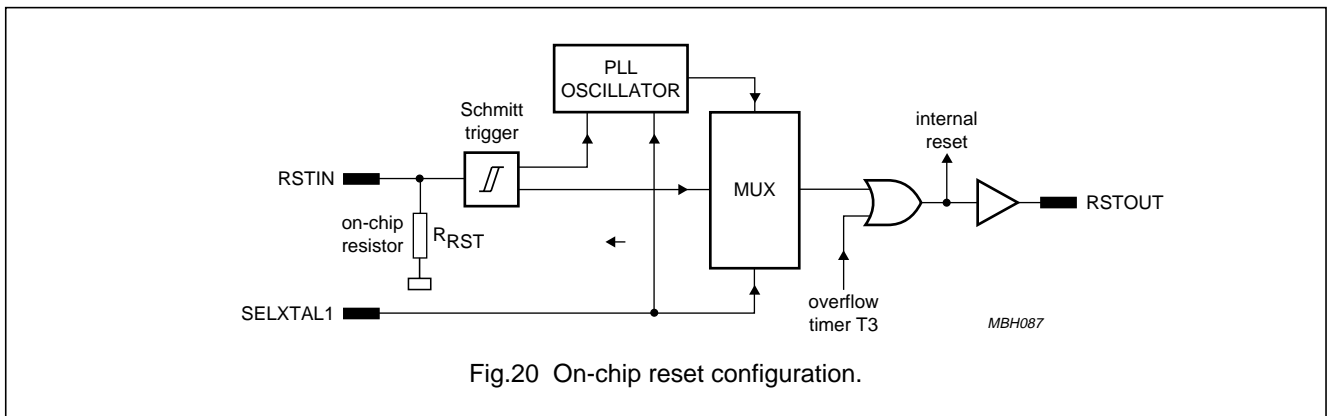 PLL
OSCILLATOR
Schmitt
trigger
internal
reset
RSTIN
MUX
RSTOUT
on-chip
resistor
RRST
SELXTAL1
overflow
timer T3
MBH087
Fig.20 On-chip reset configuration.